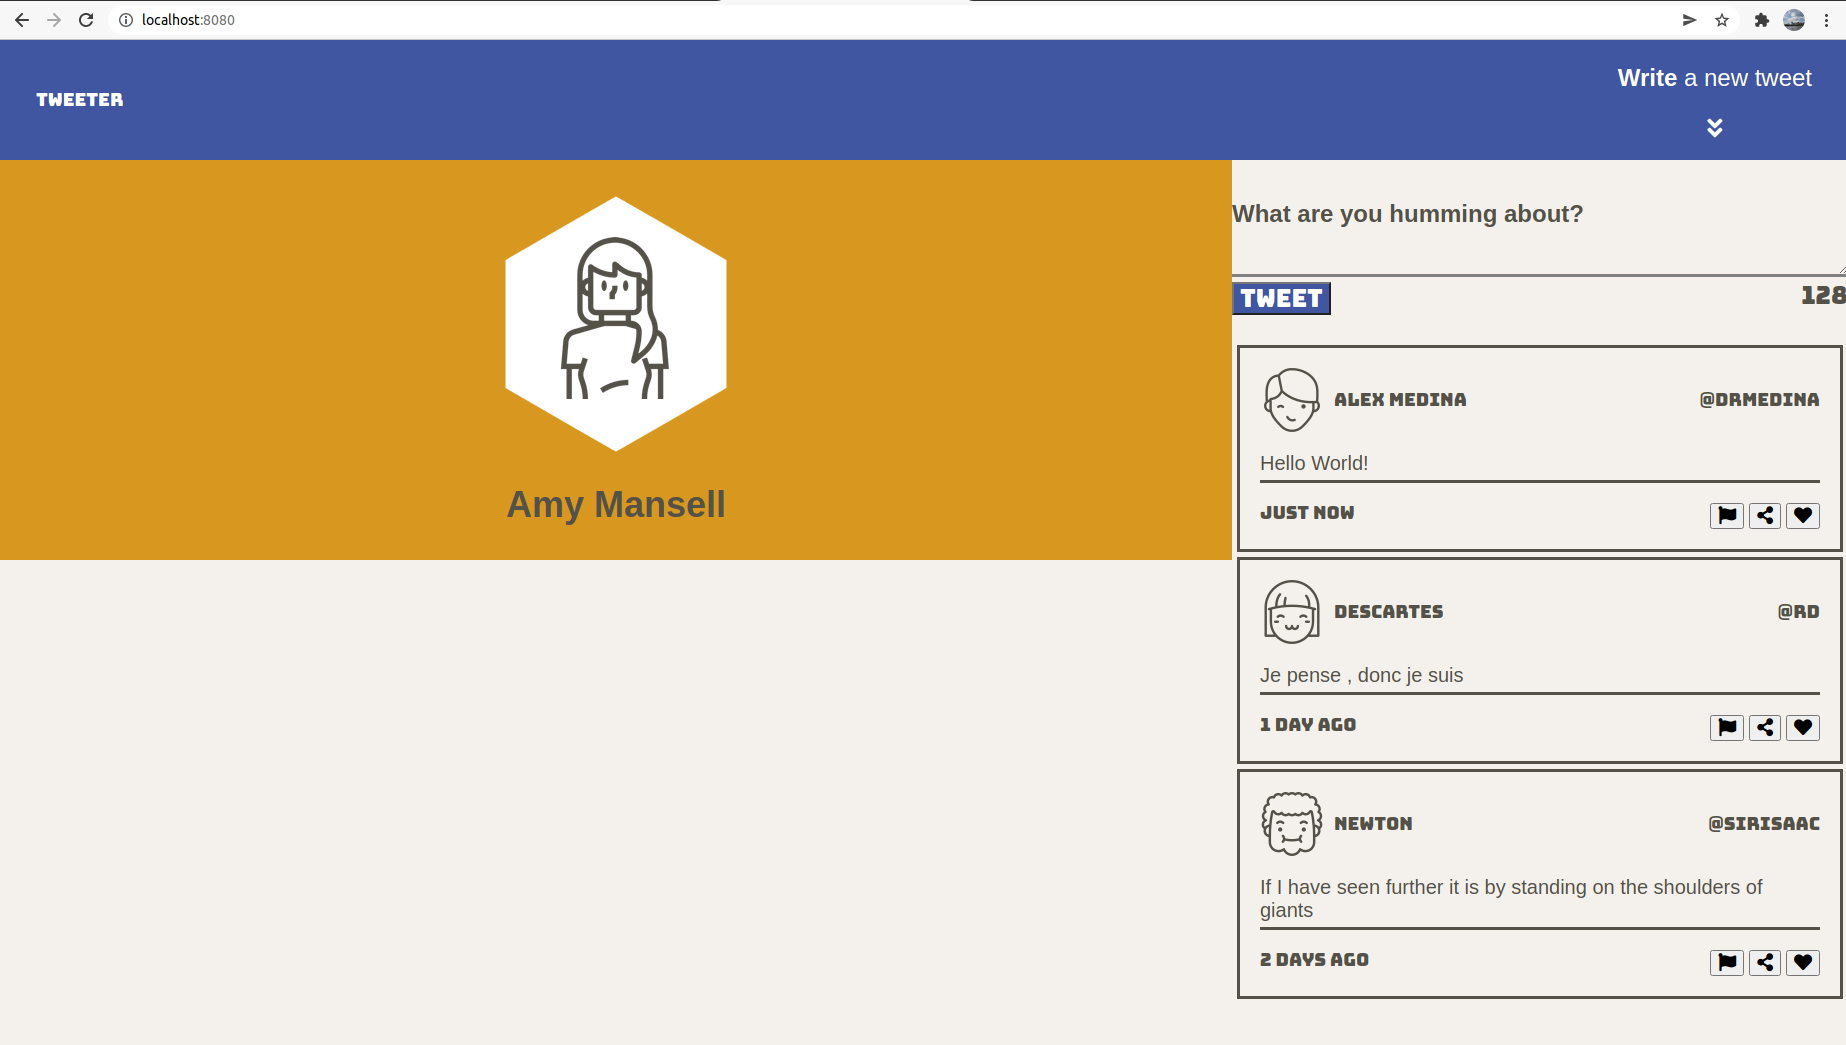 localhost:8080
TWEETER
Write a new tweet
Amy Mansell
What are you humming about?
TWEET
128
ALEX MEDINA
@DRMEDINA
Hello World!
JUST NOW
DESCARTES
@RD
Je pense , donc je suis
1 DAY AGO
NEWTON
@SIRISAAC
If I have seen further it is by standing on the shoulders of
giants
2 DAYS AGO